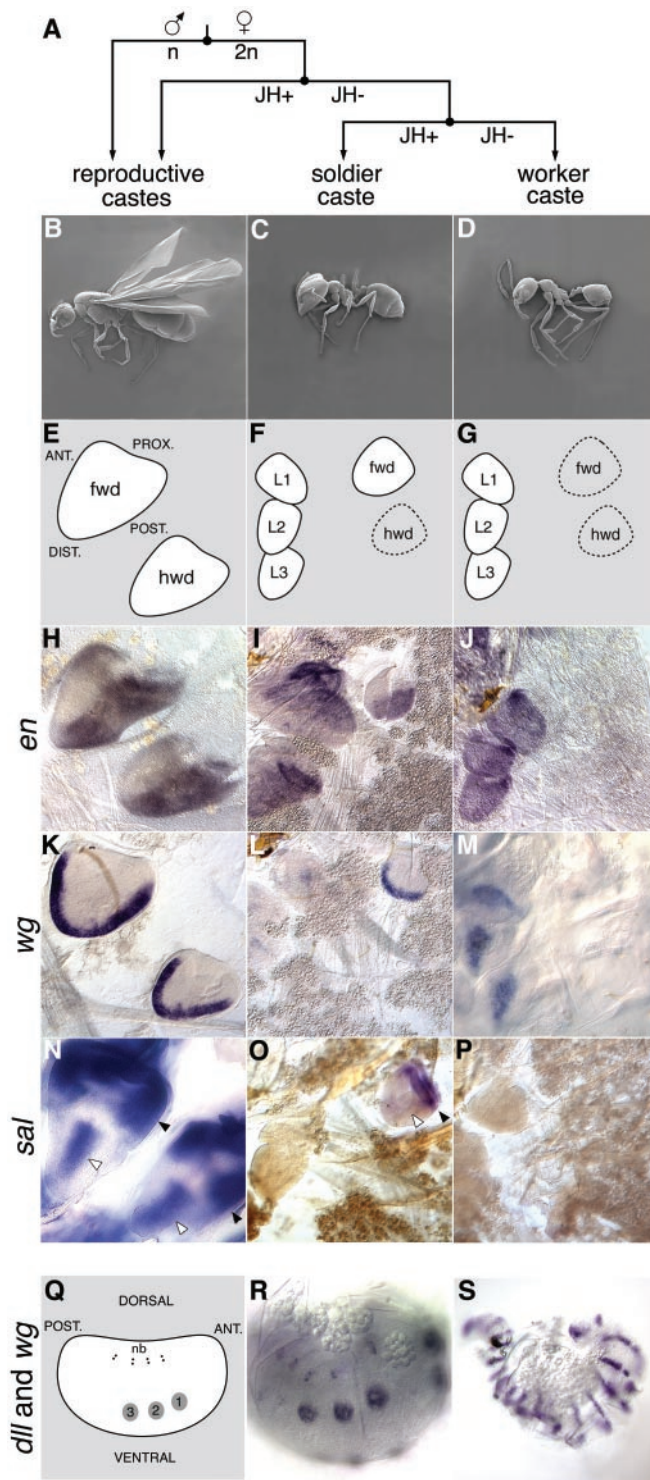 A
♂ ♀
n 2n
JH+ JH-
JH+ JH-
reproductive castes
soldier caste
worker caste
B C D
E F G
ANT. PROX.
fwd
POST.
DIST.
hwd
L1 fwd
L2 hwd
L3
L1 fwd
L2 hwd
L3
en
H I J
wg
K L M
sal
N O P
dll and wg
Q R S
DORSAL
POST. ANT.
nb
3 2 1
VENTRAL